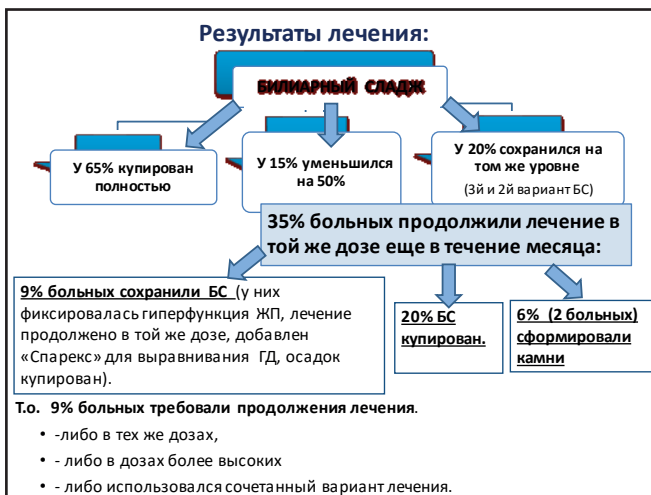 Результаты лечения:
БИЛИАРНЫЙ СЛАДЖ
У 65% купирован
полностью
У 15% уменьшился
на 50%
У 20% сохранился на
том же уровне
(3й и 2й вариант БС)
35% больных продолжили лечение в
той же дозе еще в течение месяца:
9% больных сохранили БС (у них
фиксировалась гиперфункция ЖП, лечение
продолжено в той же дозе, добавлен
«Спарекс» для выравнивания ГД, осадок
купирован).
20% БС
купирован.
6% (2 больных)
сформировали
камни
Т.о. 9% больных требовали продолжения лечения.
• -либо в тех же дозах,
• - либо в дозах более высоких
• - либо использовался сочетанный вариант лечения.